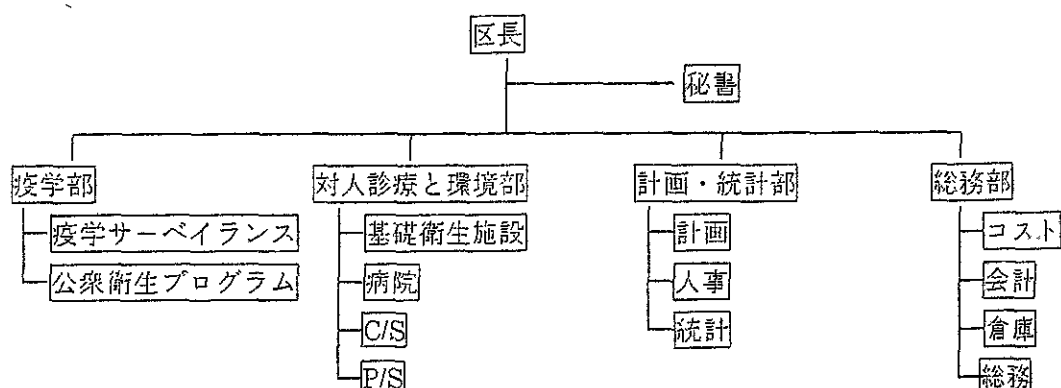 区長
秘書
疫学部
対人診療と環境部
計画・統計部
総務部
疫学サーベイランス
基礎衛生施設
計画
コスト
公衆衛生プログラム
病院
人事
会計
C/S
統計
倉庫
P/S
総務